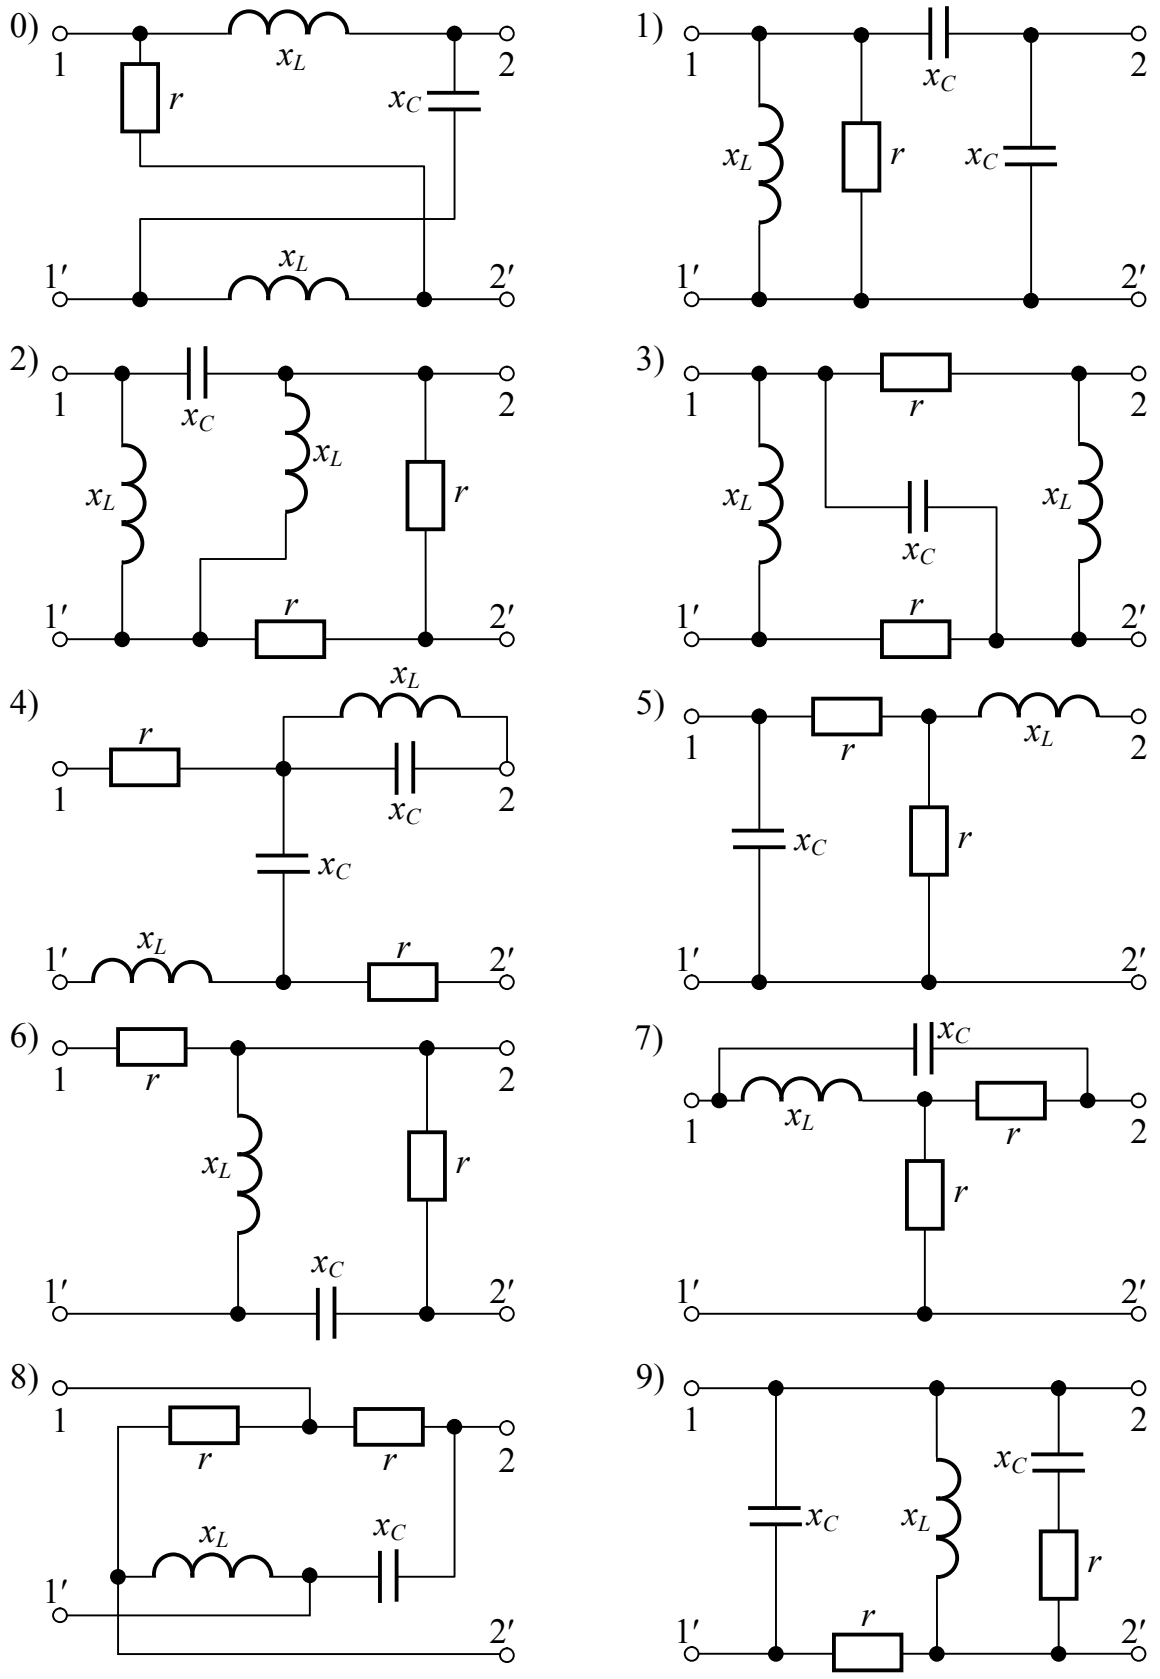 0)
1
x_L
2
r
x_C
x_L
1′
2′
1)
1
x_C
2
x_L
r
x_C
1′
2′
2)
1
x_C
2
x_L
x_L
r
r
1′
2′
3)
1
r
2
x_L
x_L
x_C
r
1′
2′
4)
x_L
r
1
x_C
2
x_C
x_L
r
1′
2′
5)
1
r
x_L
2
x_C
r
1′
2′
6)
1
r
2
x_L
r
x_C
1′
2′
7)
x_C
1
x_L
r
2
r
1′
2′
8)
1
r
r
2
x_L
x_C
1′
2′
9)
1
2
x_C
x_C
x_L
r
r
1′
2′